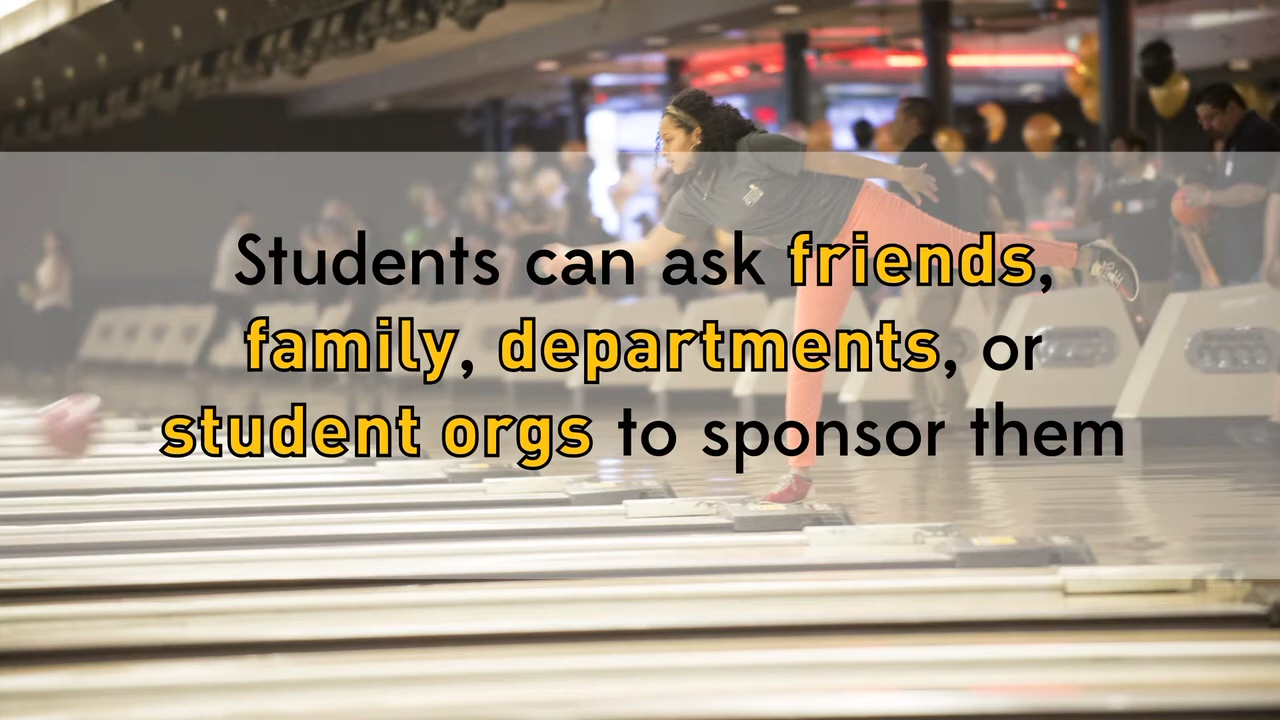 Students can ask friends,
family, departments, or
student orgs to sponsor them